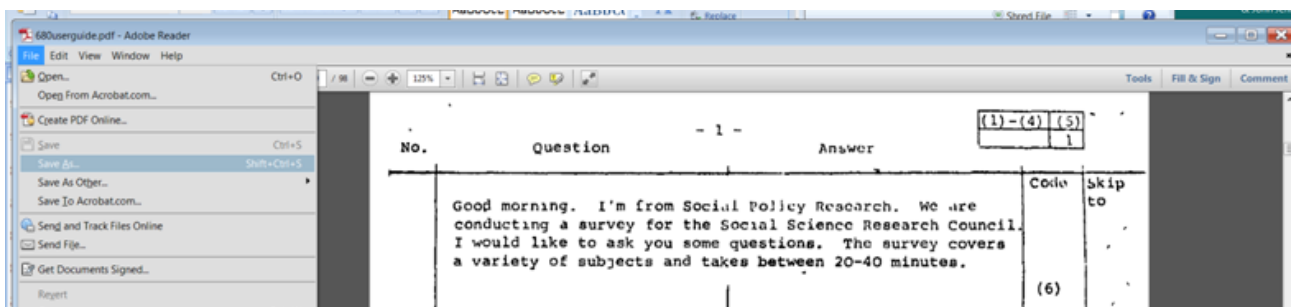 AaBbCc
Replace
Shred File
680userguide.pdf - Adobe Reader
File Edit View Window Help
Open... Ctrl+O
Open From Acrobat.com...
Create PDF Online...
Save Ctrl+S
Save As... Shift+Ctrl+S
Save As Other...
Save To Acrobat.com...
Send and Track Files Online
Send File...
Get Documents Signed...
Revert
/ 98 125% Tools Fill & Sign Comment
- 1 -
(1)-(4) (5)
1
No. Question Answer
Code Skip to
Good morning. I'm from Social Policy Research. We are
conducting a survey for the Social Science Research Council.
I would like to ask you some questions. The survey covers
a variety of subjects and takes between 20-40 minutes.
(6)